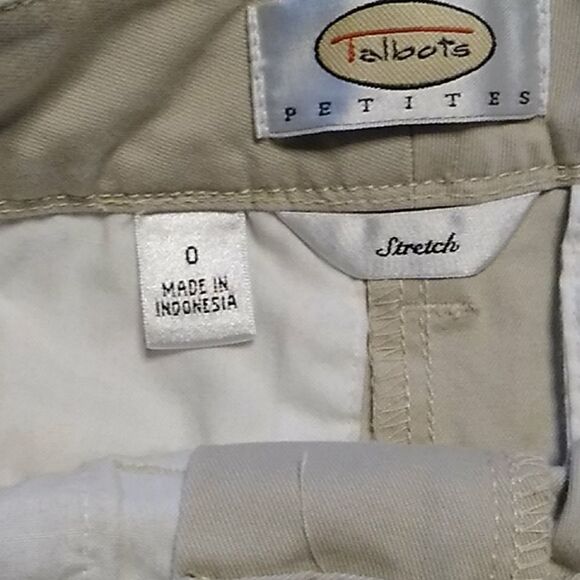 Talbots
PETITES
0
MADE IN
INDONESIA
Stretch